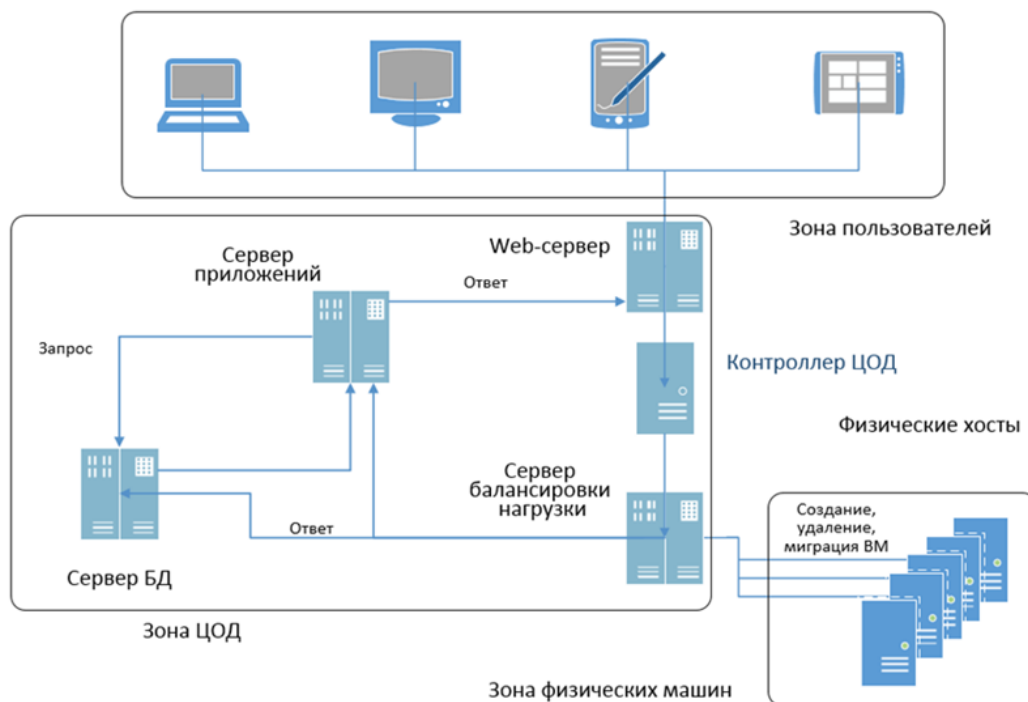 Зона пользователей
Web-сервер
Сервер
приложений
Ответ
Запрос
Контроллер ЦОД
Физические хосты
Сервер
балансировки
нагрузки
Создание,
удаление,
миграция ВМ
Ответ
Сервер БД
Зона ЦОД
Зона физических машин